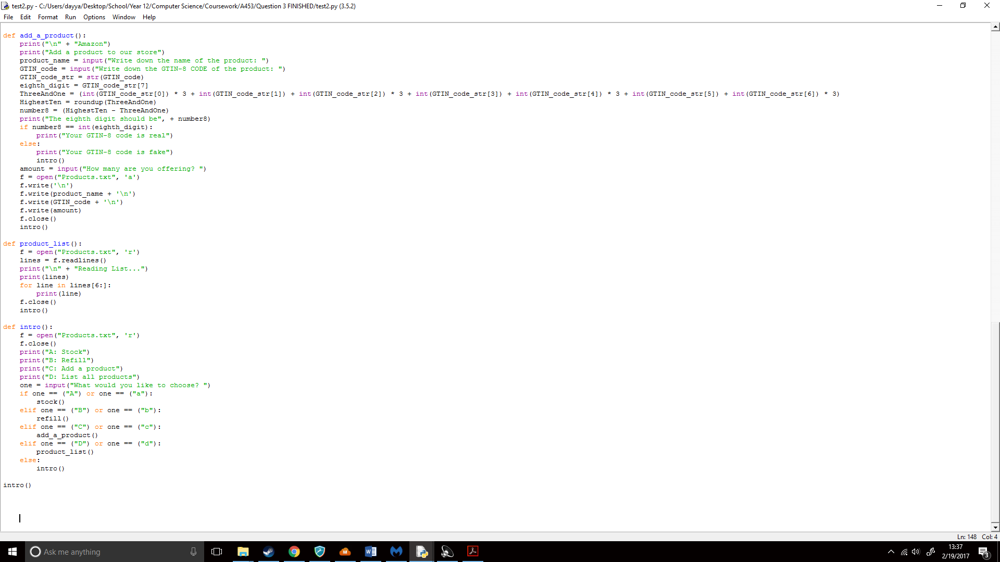 test2.py - C:/Users/dayya/Desktop/School/Year 12/Computer Science/Coursework/A453/Question 3 FINISHED/test2.py (3.5.2)
File Edit Format Run Options Window Help
def add_a_product():
    print("\n" + "Amazon")
    print("Add a product to our store")
    product_name = input("Write down the name of the product: ")
    GTIN_code = input("Write down the GTIN-8 CODE of the product: ")
    GTIN_code_str = str(GTIN_code)
    eighth_digit = GTIN_code_str[7]
    ThreeAndOne = (int(GTIN_code_str[0]) * 3 + int(GTIN_code_str[1]) + int(GTIN_code_str[2]) * 3 + int(GTIN_code_str[3]) + int(GTIN_code_str[4]) * 3 + int(GTIN_code_str[5]) + int(GTIN_code_str[6]) * 3)
    HighestTen = roundup(ThreeAndOne)
    number8 = (HighestTen - ThreeAndOne)
    print("The eighth digit should be", + number8)
    if number8 == int(eighth_digit):
        print("Your GTIN-8 code is real")
    else:
        print("Your GTIN-8 code is fake")
        intro()
    amount = input("How many are you offering? ")
    f = open("Products.txt", 'a')
    f.write('\n')
    f.write(product_name + '\n')
    f.write(GTIN_code + '\n')
    f.write(amount)
    f.close()
    intro()
def product_list():
    f = open("Products.txt", 'r')
    lines = f.readlines()
    print("\n" + "Reading List...")
    print(lines)
    for line in lines[6:]:
        print(line)
    f.close()
    intro()
def intro():
    f = open("Products.txt", 'r')
    f.close()
    print("A: Stock")
    print("B: Refill")
    print("C: Add a product")
    print("D: List all products")
    one = input("What would you like to choose? ")
    if one == ("A") or one == ("a"):
        stock()
    elif one == ("B") or one == ("b"):
        refill()
    elif one == ("C") or one == ("c"):
        add_a_product()
    elif one == ("D") or one == ("d"):
        product_list()
    else:
        intro()
intro()
Ln: 148 Col: 4
Ask me anything
13:37
2/19/2017
3